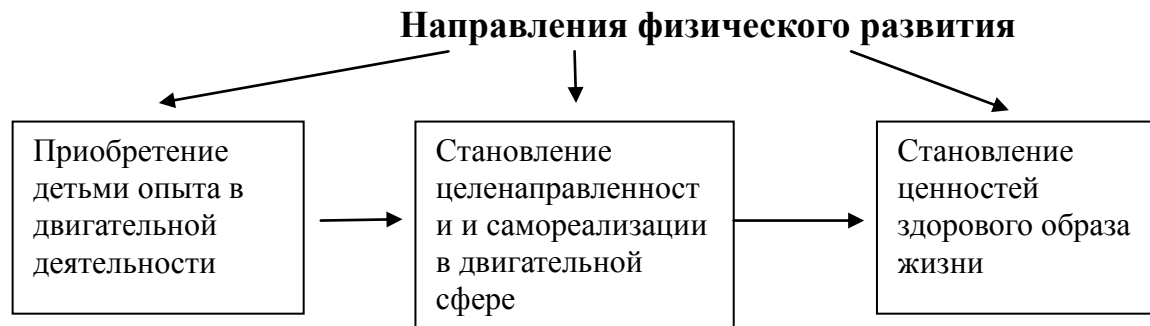 Направления физического развития
Приобретение
детьми опыта в
двигательной
деятельности
Становление
целенаправленност
и и самореализации
в двигательной
сфере
Становление
ценностей
здорового образа
жизни